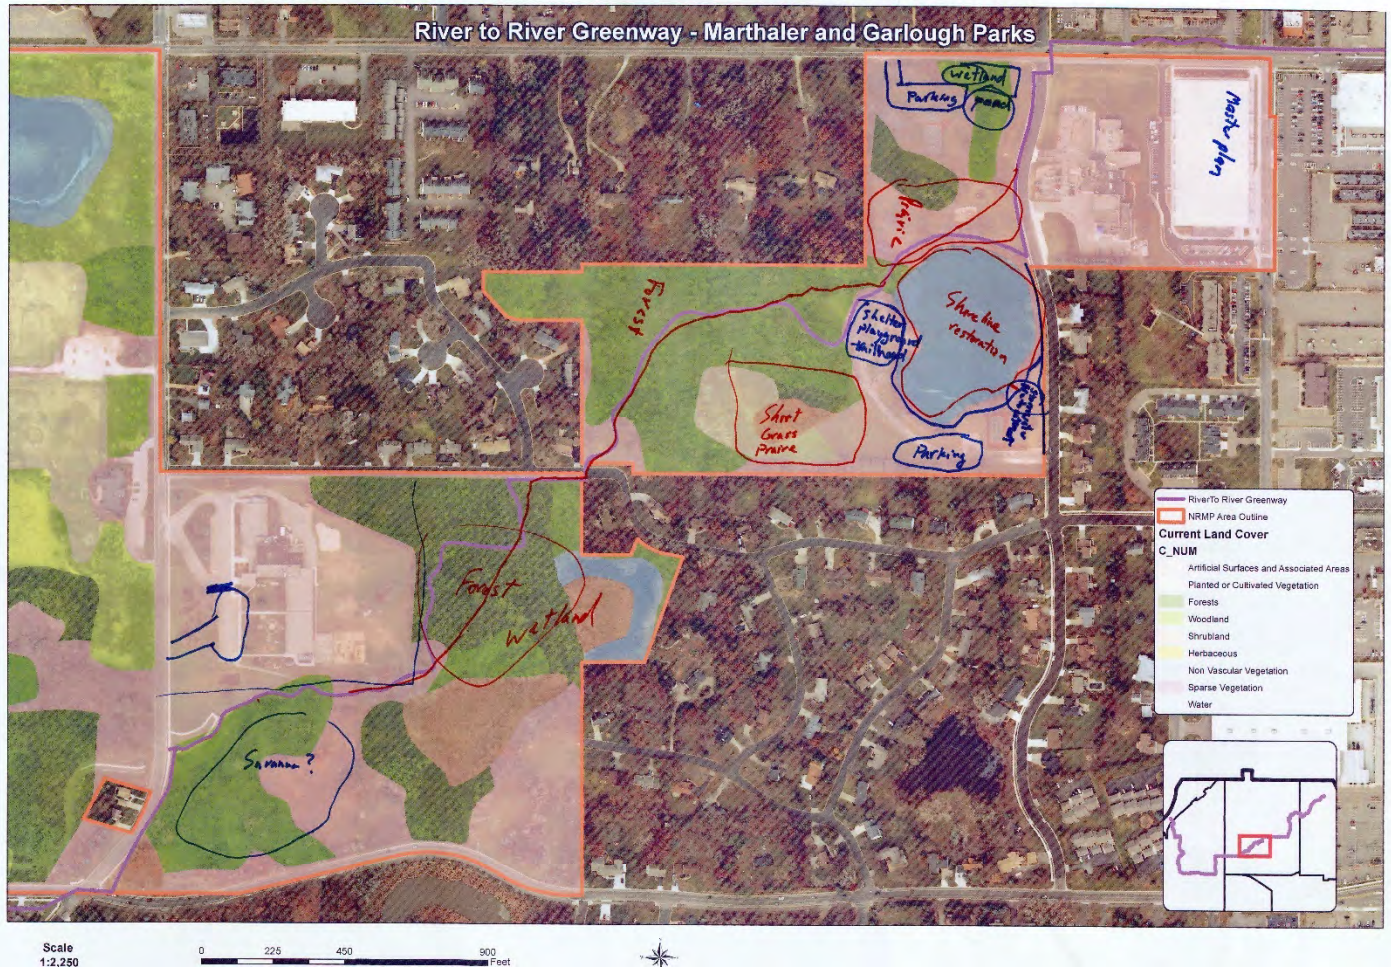 River to River Greenway - Marthaler and Garlough Parks
wetland
Parking
pond
Master plan
Prairie
Forest
Shelter
playground
trailhead
Shoreline
restoration
Short
Grass
Praire
Parking
Forest
wetland
Savanna?
RiverTo River Greenway
NRMP Area Outline
Current Land Cover
C_NUM
Artificial Surfaces and Associated Areas
Planted or Cultivated Vegetation
Forests
Woodland
Shrubland
Herbaceous
Non Vascular Vegetation
Sparse Vegetation
Water
Scale
1:2,250
0 225 450 900
Feet